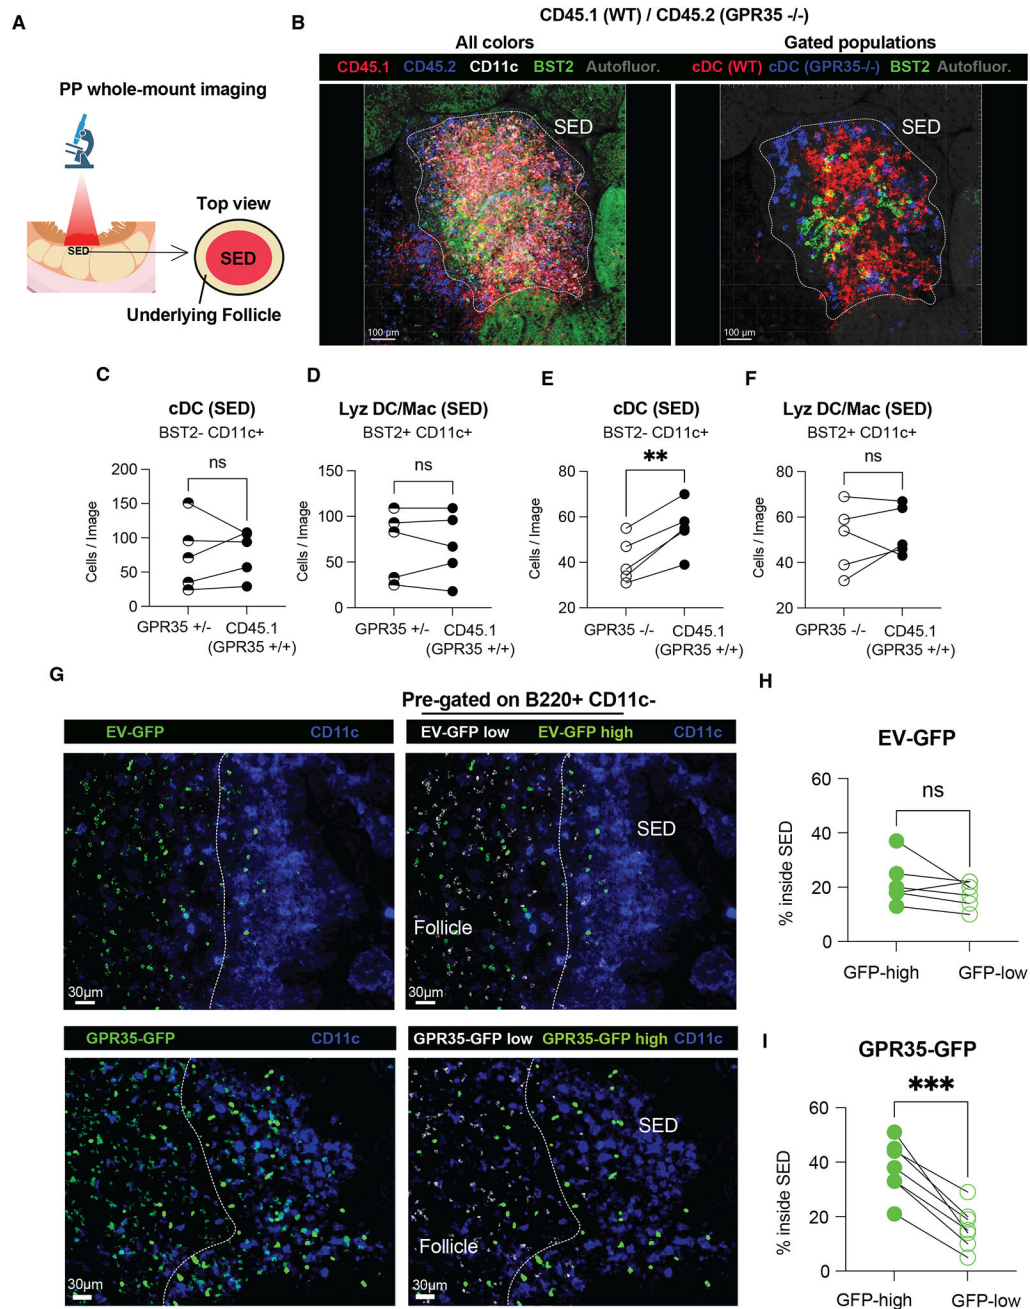 A
PP whole-mount imaging
SED
Top view
SED
Underlying Follicle
B
CD45.1 (WT) / CD45.2 (GPR35 -/-)
All colors
Gated populations
CD45.1 CD45.2 CD11c BST2 Autofluor.
cDC (WT) cDC (GPR35-/-) BST2 Autofluor.
SED
SED
100 µm
100 µm
C
cDC (SED)
BST2- CD11c+
ns
Cells / Image
200
150
100
50
0
GPR35 +/-
CD45.1
(GPR35 +/+)
D
Lyz DC/Mac (SED)
BST2+ CD11c+
ns
Cells / Image
150
100
50
0
GPR35 +/-
CD45.1
(GPR35 +/+)
E
cDC (SED)
BST2- CD11c+
**
Cells / Image
80
60
40
20
GPR35 -/-
CD45.1
(GPR35 +/+)
F
Lyz DC/Mac (SED)
BST2+ CD11c+
ns
Cells / Image
80
60
40
20
GPR35 -/-
CD45.1
(GPR35 +/+)
G
Pre-gated on B220+ CD11c-
EV-GFP CD11c
EV-GFP low EV-GFP high CD11c
SED
Follicle
30µm
30µm
GPR35-GFP CD11c
GPR35-GFP low GPR35-GFP high CD11c
SED
Follicle
30µm
30µm
H
EV-GFP
ns
% inside SED
60
40
20
0
GFP-high
GFP-low
I
GPR35-GFP
***
% inside SED
60
40
20
0
GFP-high
GFP-low